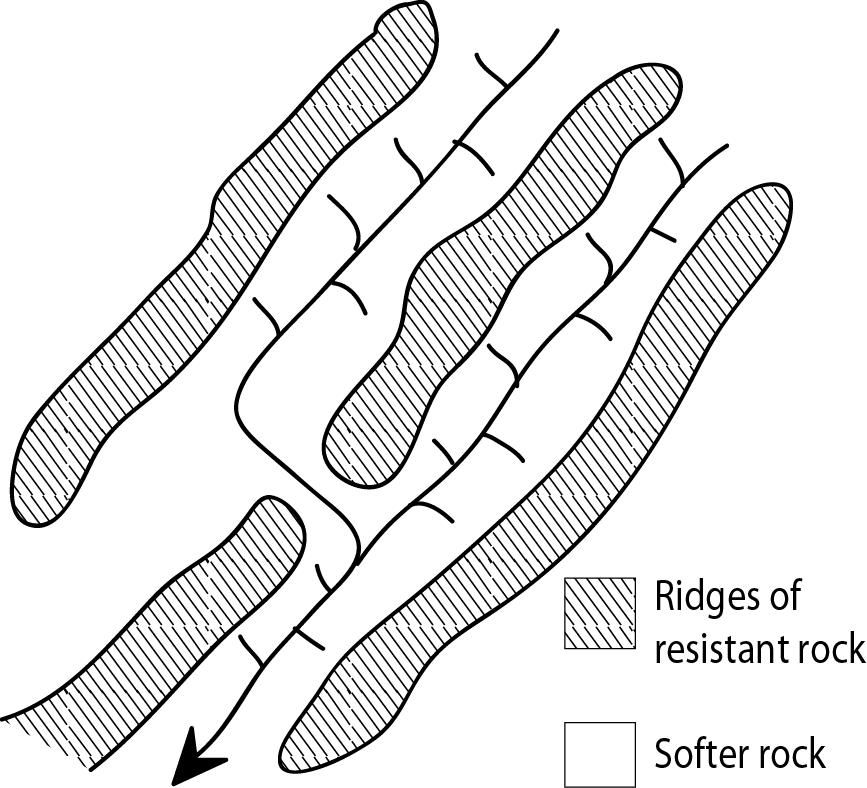 Ridges of
resistant rock
Softer rock